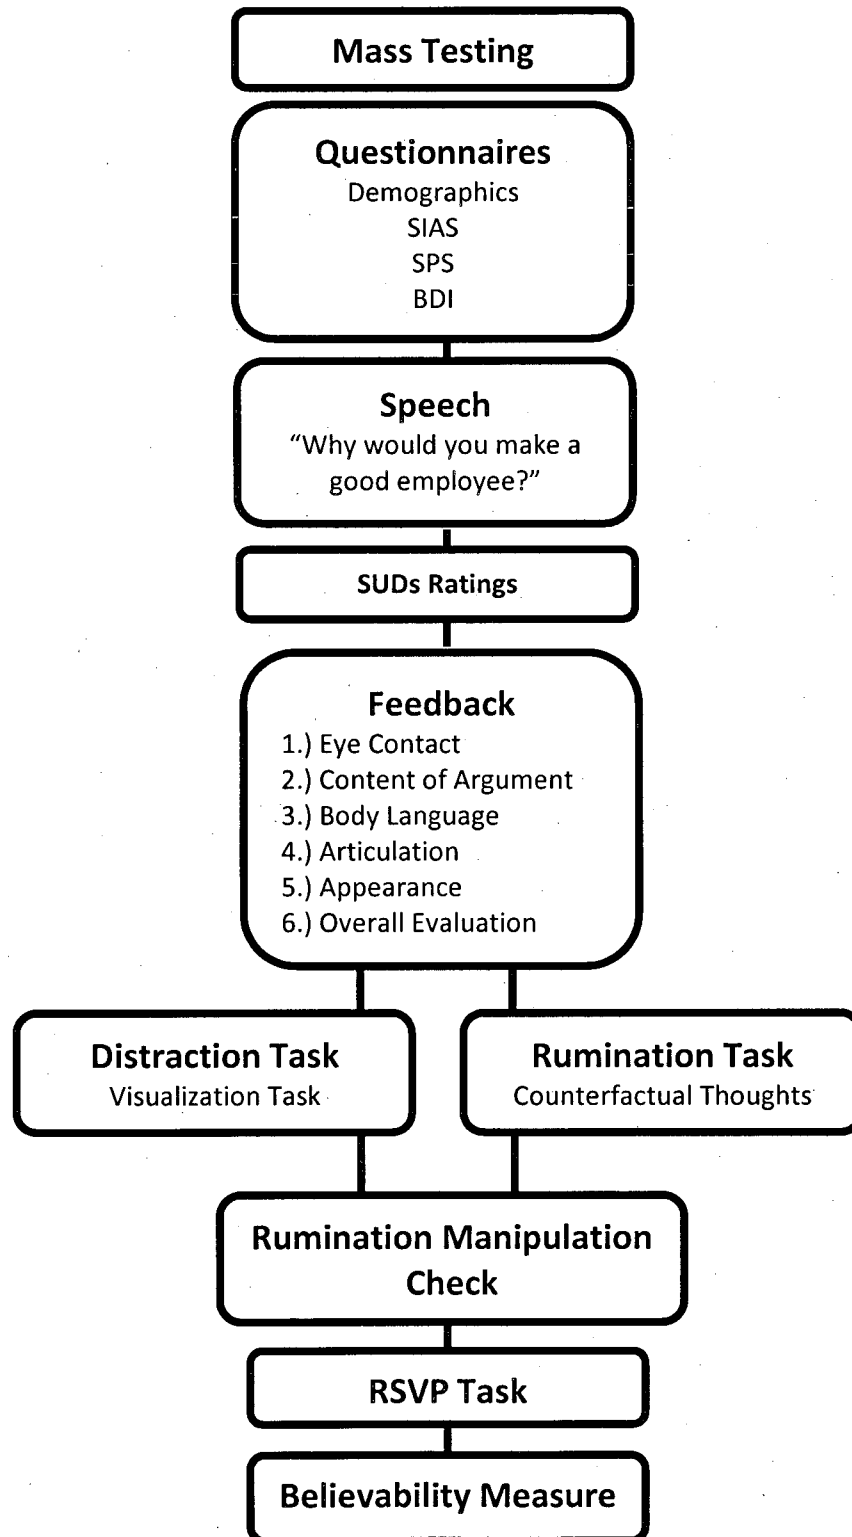 Mass Testing
Questionnaires
Demographics
SIAS
SPS
BDI
Speech
“Why would you make a
good employee?”
SUDs Ratings
Feedback
1.) Eye Contact
2.) Content of Argument
3.) Body Language
4.) Articulation
5.) Appearance
6.) Overall Evaluation
Distraction Task
Visualization Task
Rumination Task
Counterfactual Thoughts
Rumination Manipulation
Check
RSVP Task
Believability Measure